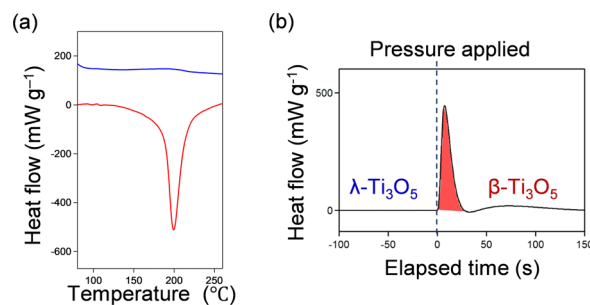 (a)
Heat flow (mW g⁻¹)
200
0
-200
-400
-600
100
150
200
250
Temperature (℃)
(b)
Pressure applied
Heat flow (mW g⁻¹)
500
0
λ-Ti₃O₅
β-Ti₃O₅
-100
-50
0
50
100
150
Elapsed time (s)